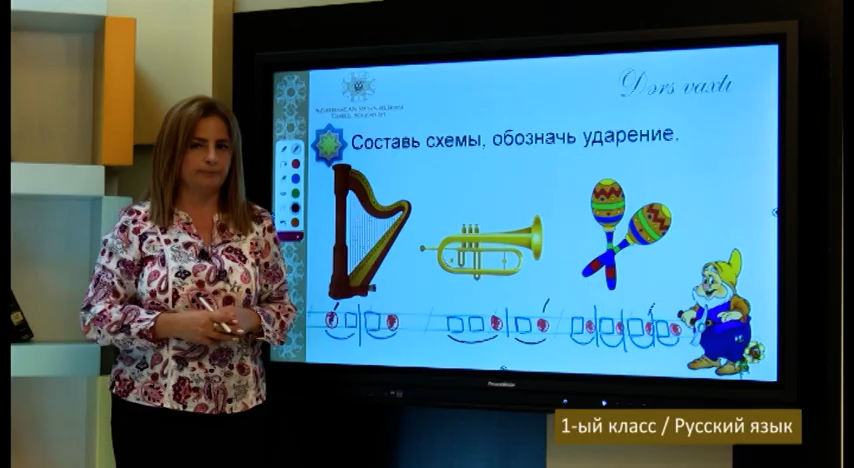 Dərs vaxtı
Составь схемы, обозначь ударение.
1-ый класс / Русский язык